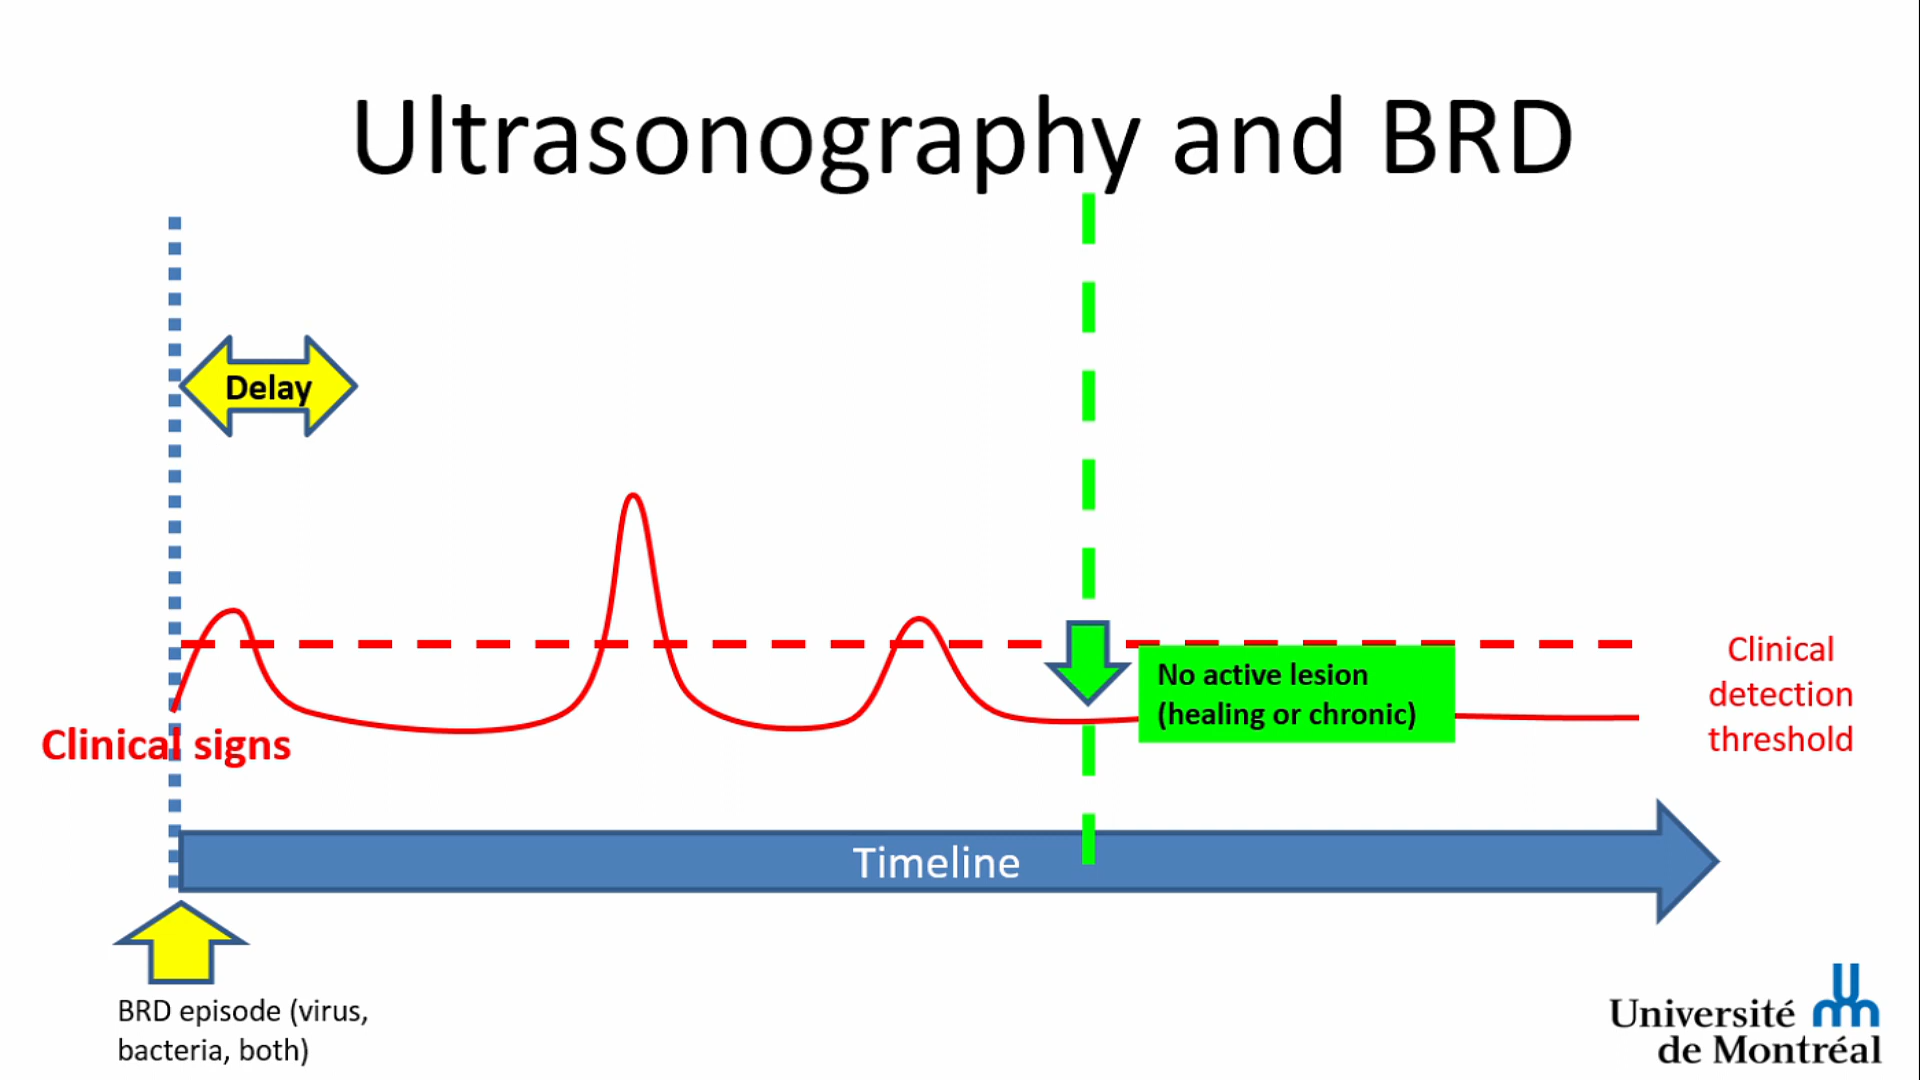 Ultrasonography and BRD
Delay
Clinical
detection
threshold
No active lesion
(healing or chronic)
Clinical signs
Timeline
BRD episode (virus,
bacteria, both)
Université
de Montréal